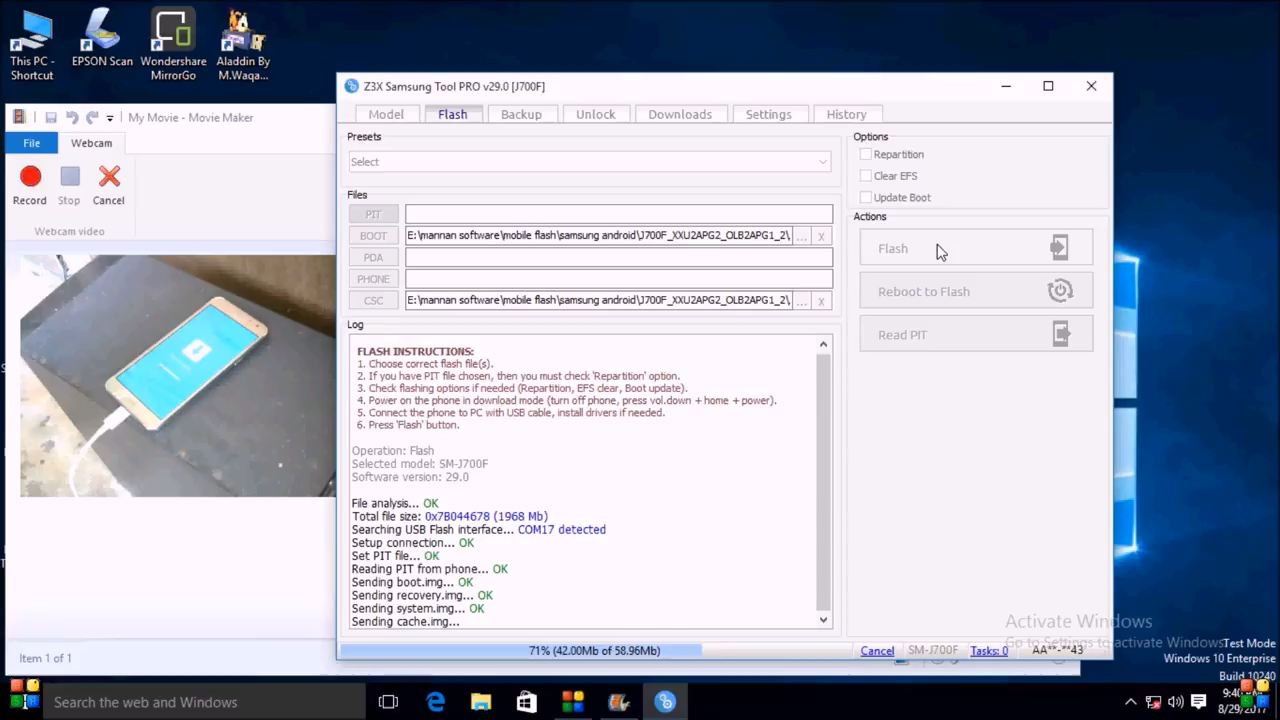 This PC -
Shortcut
EPSON Scan
Wondershare
MirrorGo
Aladdin By
M.Waqa...
My Movie - Movie Maker
File
Webcam
Record
Stop
Cancel
Webcam video
Item 1 of 1
Z3X Samsung Tool PRO v29.0 [J700F]
Model
Flash
Backup
Unlock
Downloads
Settings
History
Presets
Select
Files
PIT
BOOT
E:\mannan software\mobile flash\samsung android\J700F_XXU2APG2_OLB2APG1_2\
...
x
PDA
PHONE
CSC
E:\mannan software\mobile flash\samsung android\J700F_XXU2APG2_OLB2APG1_2\
...
x
Options
Repartition
Clear EFS
Update Boot
Actions
Flash
Reboot to Flash
Read PIT
Log
FLASH INSTRUCTIONS:
1. Choose correct flash file(s).
2. If you have PIT file chosen, then you must check 'Repartition' option.
3. Check flashing options if needed (Repartition, EFS clear, Boot update).
4. Power on the phone in download mode (turn off phone, press vol.down + home + power).
5. Connect the phone to PC with USB cable, install drivers if needed.
6. Press 'Flash' button.
Operation: Flash
Selected model: SM-J700F
Software version: 29.0
File analysis... OK
Total file size: 0x7B044678 (1968 Mb)
Searching USB Flash interface... COM17 detected
Setup connection... OK
Set PIT file... OK
Reading PIT from phone... OK
Sending boot.img... OK
Sending recovery.img... OK
Sending system.img... OK
Sending cache.img...
71% (42.00Mb of 58.96Mb)
Cancel
SM-J700F
Tasks: 0
AA**-**43
Activate Windows
Go to Settings to activate Windows.
Test Mode
Windows 10 Enterprise
Build 10240
Search the web and Windows